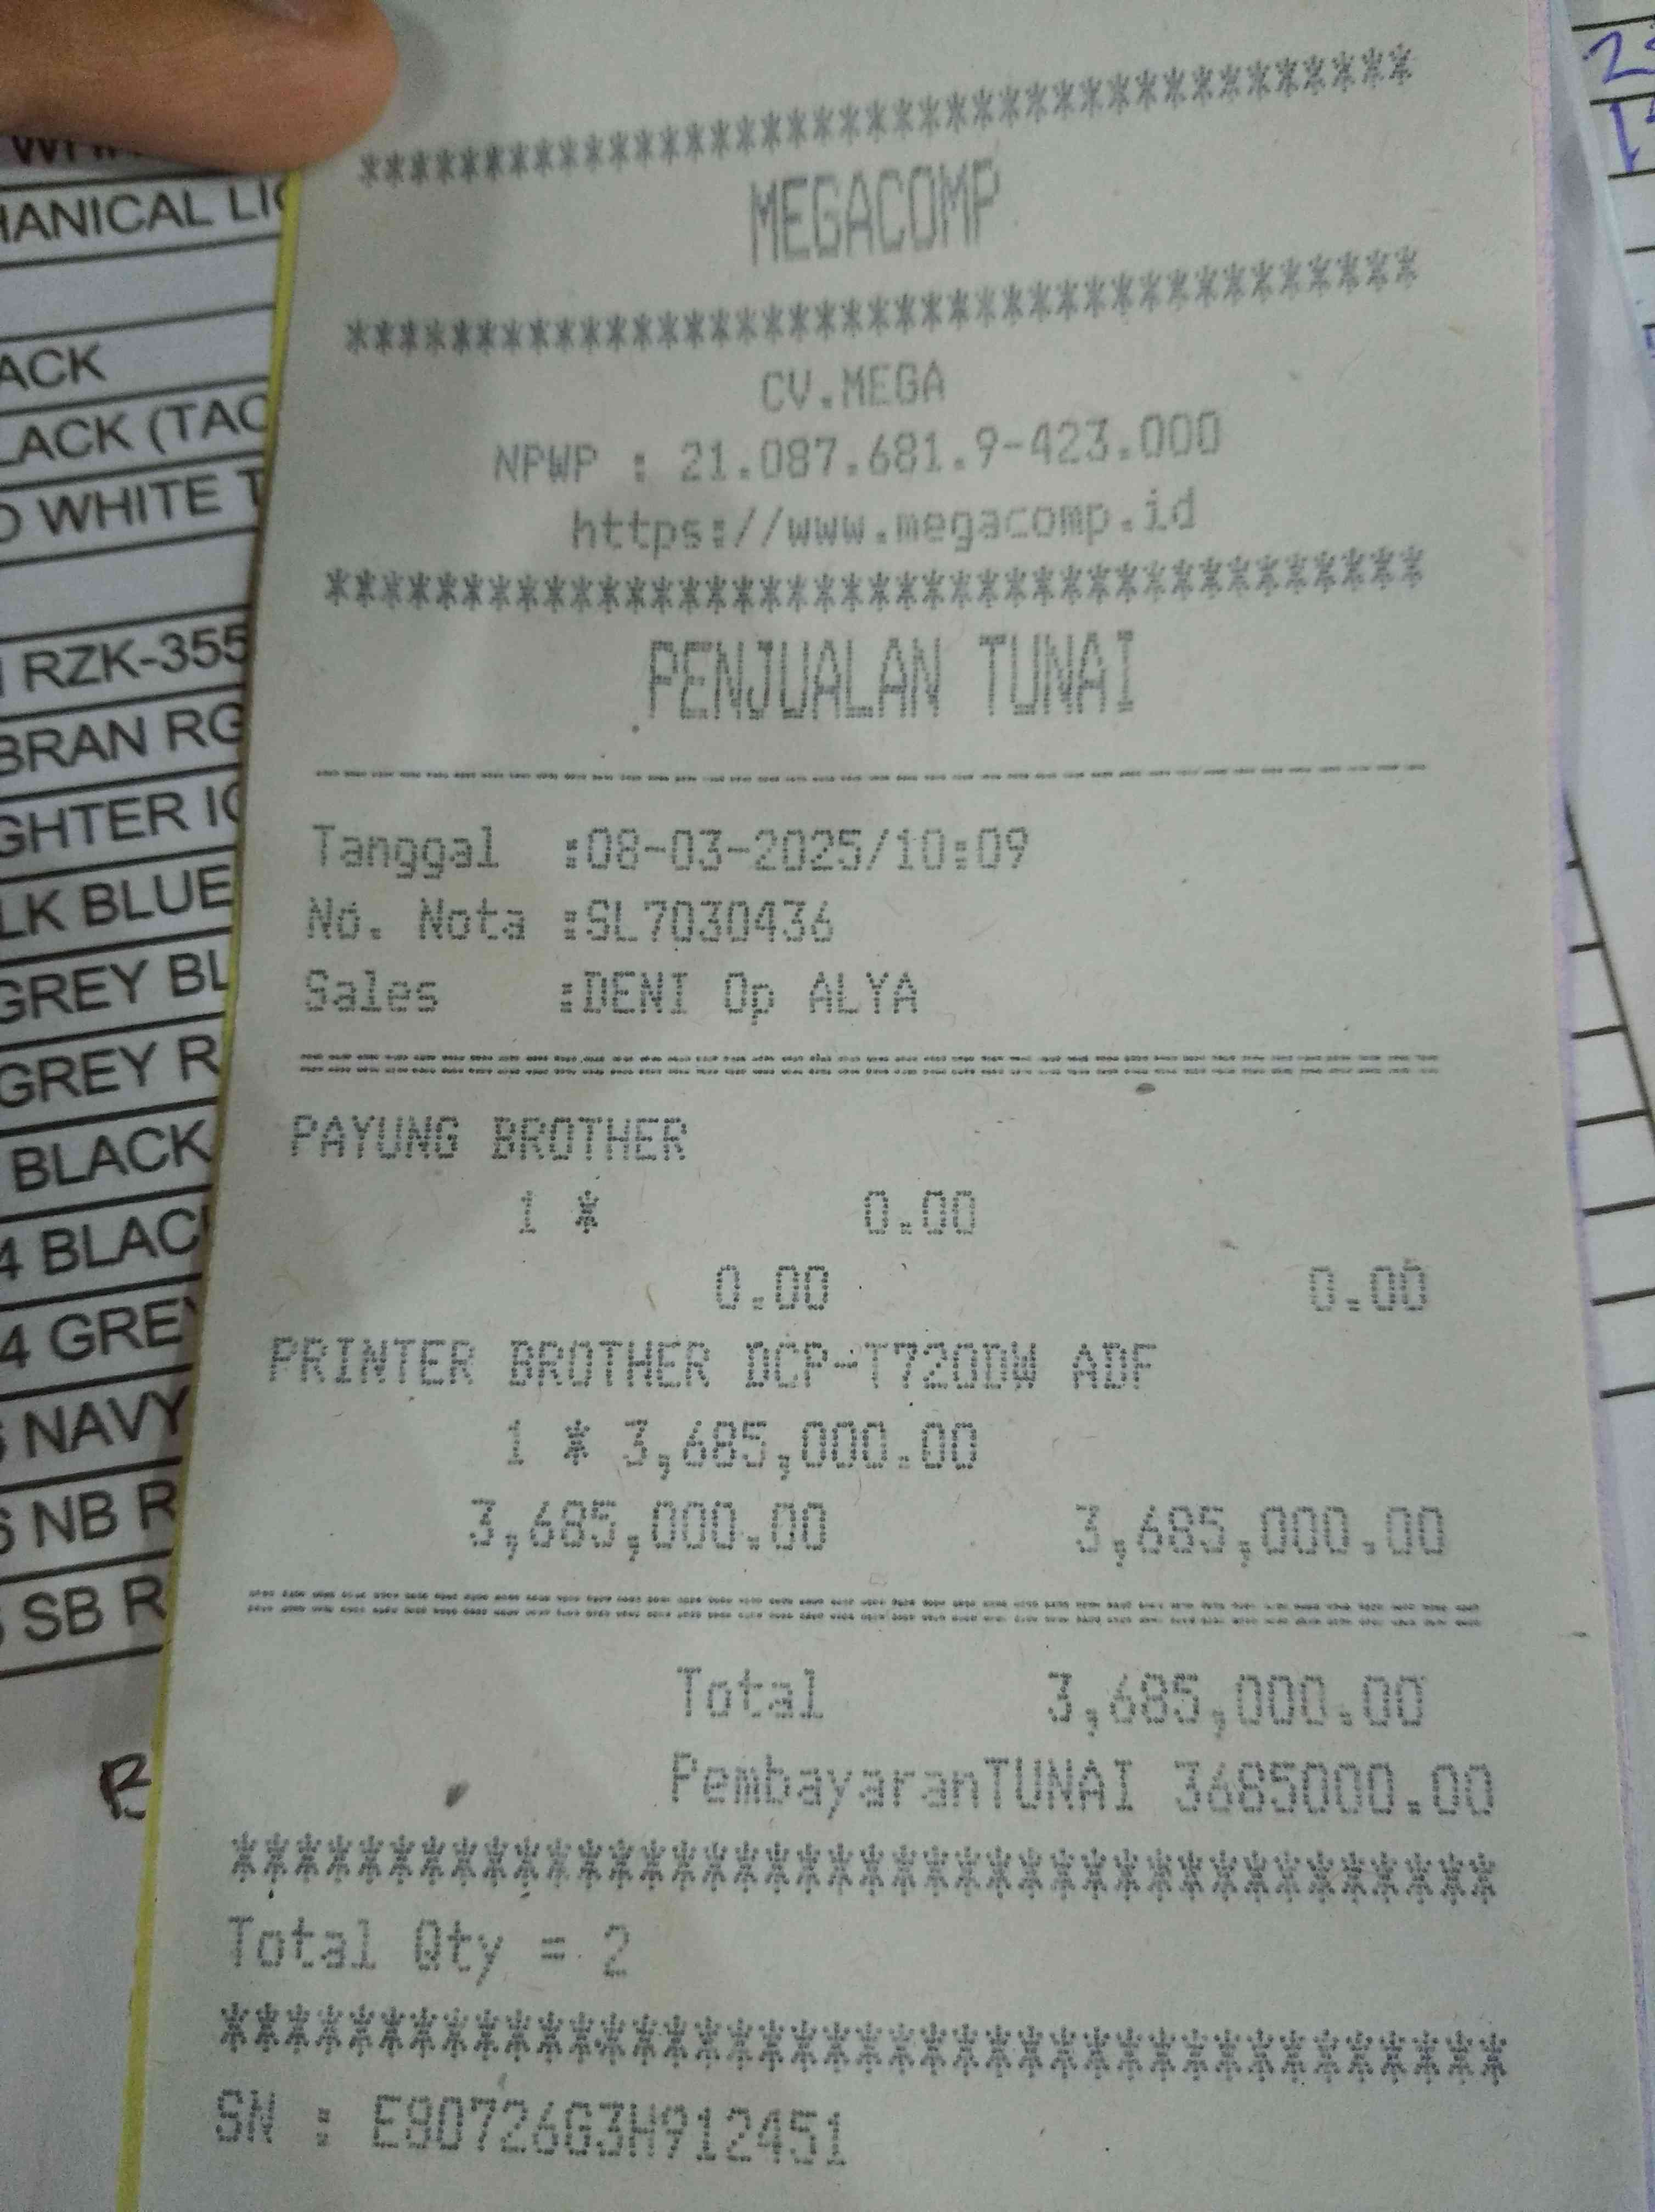 ************************************
MEGACOMP
************************************
CV.MEGA
NPWP : 21.087.681.9-423.000
https://www.megacomp.id
****************************************
PENJUALAN TUNAI
Tanggal :08-03-2025/10:09
No. Nota :SL7030436
Sales :DENI Op ALYA
PAYUNG BROTHER
1 * 0.00
0.00 0.00
PRINTER BROTHER DCP-T720DW ADF
1 * 3,685,000.00
3,685,000.00 3,685,000.00
Total 3,685,000.00
PembayaranTUNAI 3685000.00
****************************************
Total Qty = 2
****************************************
SN : E80726G3H912451
HANICAL LIG
ACK
LACK (TAC
WHITE T
RZK-355
BRAN RG
GHTER IC
LK BLUE
GREY BL
GREY R
BLACK
4 BLAC
4 GREY
NAVY
NB R
SB R